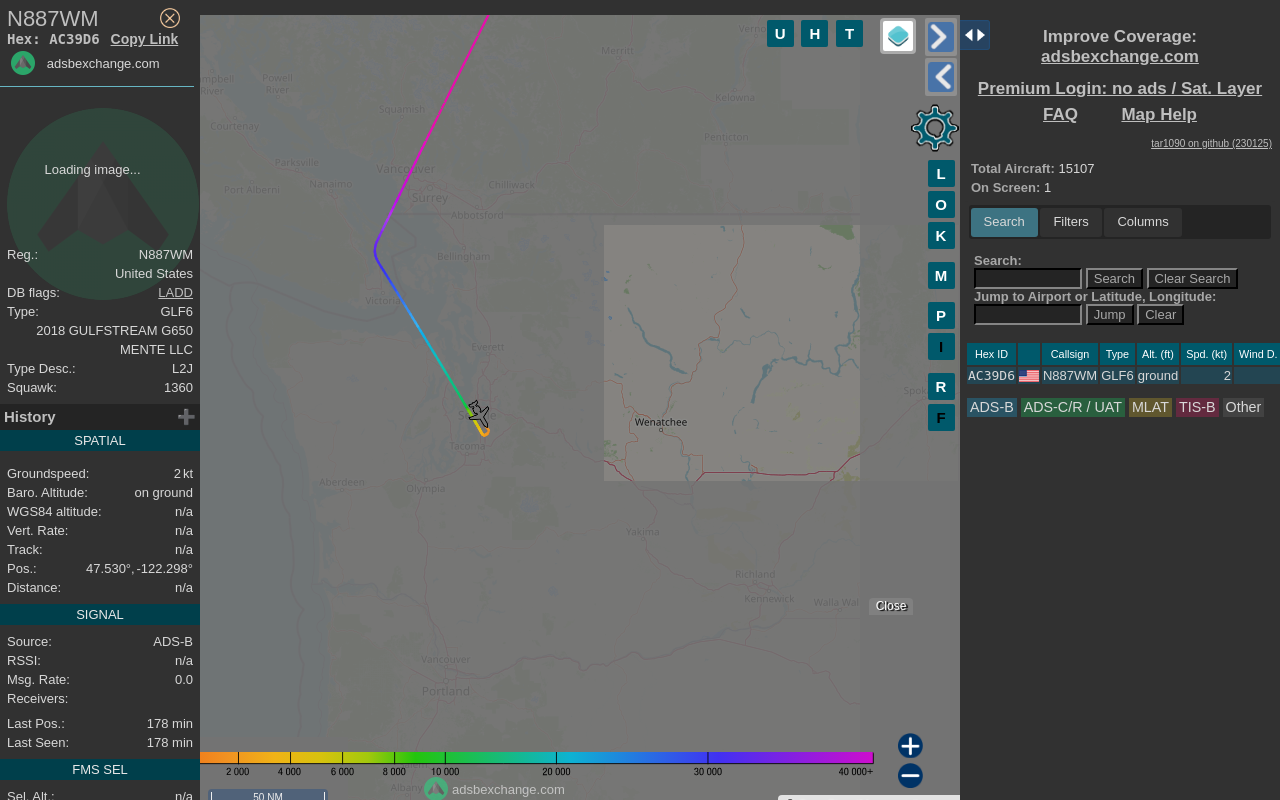 N887WM
Hex: AC39D6 Copy Link
adsbexchange.com
Loading image...
Reg.: N887WM
United States
DB flags: LADD
Type: GLF6
2018 GULFSTREAM G650
MENTE LLC
Type Desc.: L2J
Squawk: 1360
History
SPATIAL
Groundspeed: 2 kt
Baro. Altitude: on ground
WGS84 altitude: n/a
Vert. Rate: n/a
Track: n/a
Pos.: 47.530°, -122.298°
Distance: n/a
SIGNAL
Source: ADS-B
RSSI: n/a
Msg. Rate: 0.0
Receivers:
Last Pos.: 178 min
Last Seen: 178 min
FMS SEL
Sel. Alt.: n/a
U H T
L
O
K
M
P
I
R
F
Merritt
Powell
River
Squamish
Kelowna
Courtenay
Penticton
Parksville
Vancouver
Port Alberni
Nanaimo
Chilliwack
Surrey
Abbotsford
Bellingham
Victoria
Everett
Wenatchee
Tacoma
Aberdeen
Olympia
Yakima
Richland
Kennewick
Walla Wal
Vancouver
Portland
Albany
Close
2 000 4 000 6 000 8 000 10 000 20 000 30 000 40 000+
adsbexchange.com
50 NM
Improve Coverage:
adsbexchange.com
Premium Login: no ads / Sat. Layer
FAQ Map Help
tar1090 on github (230125)
Total Aircraft: 15107
On Screen: 1
Search Filters Columns
Search:
Search Clear Search
Jump to Airport or Latitude, Longitude:
Jump Clear
Hex ID Callsign Type Alt. (ft) Spd. (kt) Wind D.
AC39D6 N887WM GLF6 ground 2
ADS-B ADS-C/R / UAT MLAT TIS-B Other